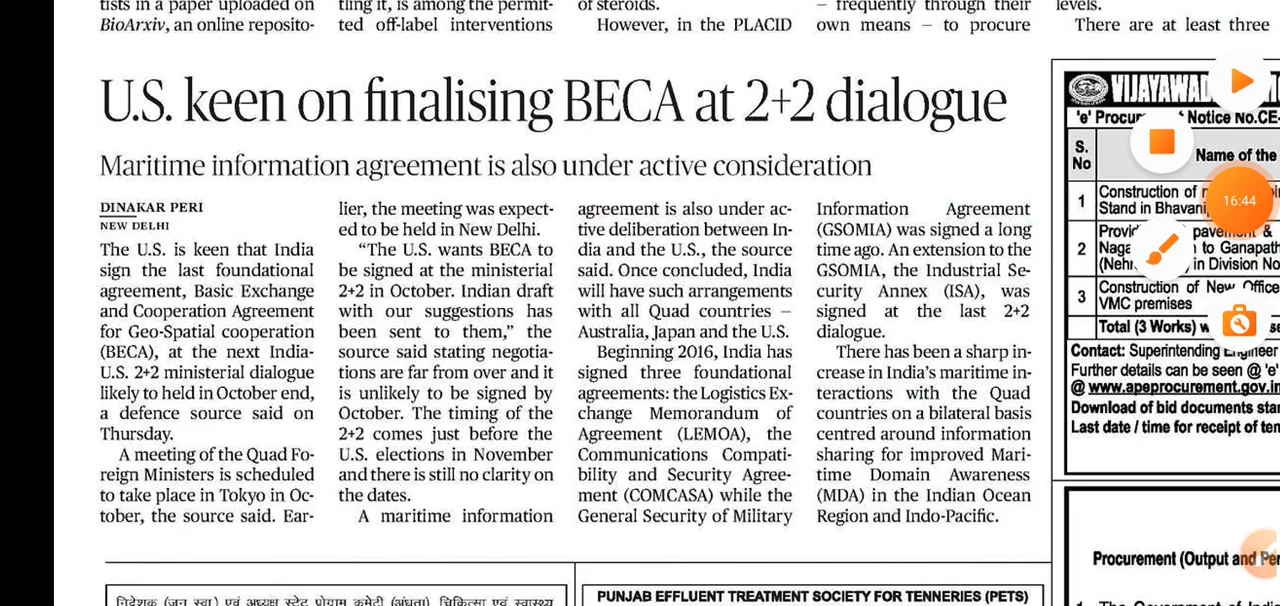 tists in a paper uploaded on
BioArxiv, an online reposito-
tling it, is among the permit-
ted off-label interventions
of steroids.
However, in the PLACID
– frequently through their
own means – to procure
levels.
There are at least three
U.S. keen on finalising BECA at 2+2 dialogue
Maritime information agreement is also under active consideration
DINAKAR PERI
NEW DELHI
The U.S. is keen that India
sign the last foundational
agreement, Basic Exchange
and Cooperation Agreement
for Geo-Spatial cooperation
(BECA), at the next India-
U.S. 2+2 ministerial dialogue
likely to held in October end,
a defence source said on
Thursday.
A meeting of the Quad Fo-
reign Ministers is scheduled
to take place in Tokyo in Oc-
tober, the source said. Ear-
lier, the meeting was expect-
ed to be held in New Delhi.
“The U.S. wants BECA to
be signed at the ministerial
2+2 in October. Indian draft
with our suggestions has
been sent to them,” the
source said stating negotia-
tions are far from over and it
is unlikely to be signed by
October. The timing of the
2+2 comes just before the
U.S. elections in November
and there is still no clarity on
the dates.
A maritime information
agreement is also under ac-
tive deliberation between In-
dia and the U.S., the source
said. Once concluded, India
will have such arrangements
with all Quad countries –
Australia, Japan and the U.S.
Beginning 2016, India has
signed three foundational
agreements: the Logistics Ex-
change Memorandum of
Agreement (LEMOA), the
Communications Compati-
bility and Security Agree-
ment (COMCASA) while the
General Security of Military
Information Agreement
(GSOMIA) was signed a long
time ago. An extension to the
GSOMIA, the Industrial Se-
curity Annex (ISA), was
signed at the last 2+2
dialogue.
There has been a sharp in-
crease in India’s maritime in-
teractions with the Quad
countries on a bilateral basis
centred around information
sharing for improved Mari-
time Domain Awareness
(MDA) in the Indian Ocean
Region and Indo-Pacific.
'e' Notice No.CE-
S. No
Name of the
1 Construction of
Stand in Bhavani
2
to Ganapath
in Division No
3 Construction of New Office
VMC premises
Total (3 Works)
Contact: Superintending Engineer
Further details can be seen @ 'e'
@ www.apeprocurement.gov.in
Download of bid documents sta
Last date / time for receipt of ten
16:44
Procurement (Output and Per
निदेशक (जन स्वा) एवं अध्यक्ष स्टेट प्रोग्राम कमेटी (अंधता), चिकित्सा एवं स्वास्थ्य
PUNJAB EFFLUENT TREATMENT SOCIETY FOR TENNERIES (PETS)